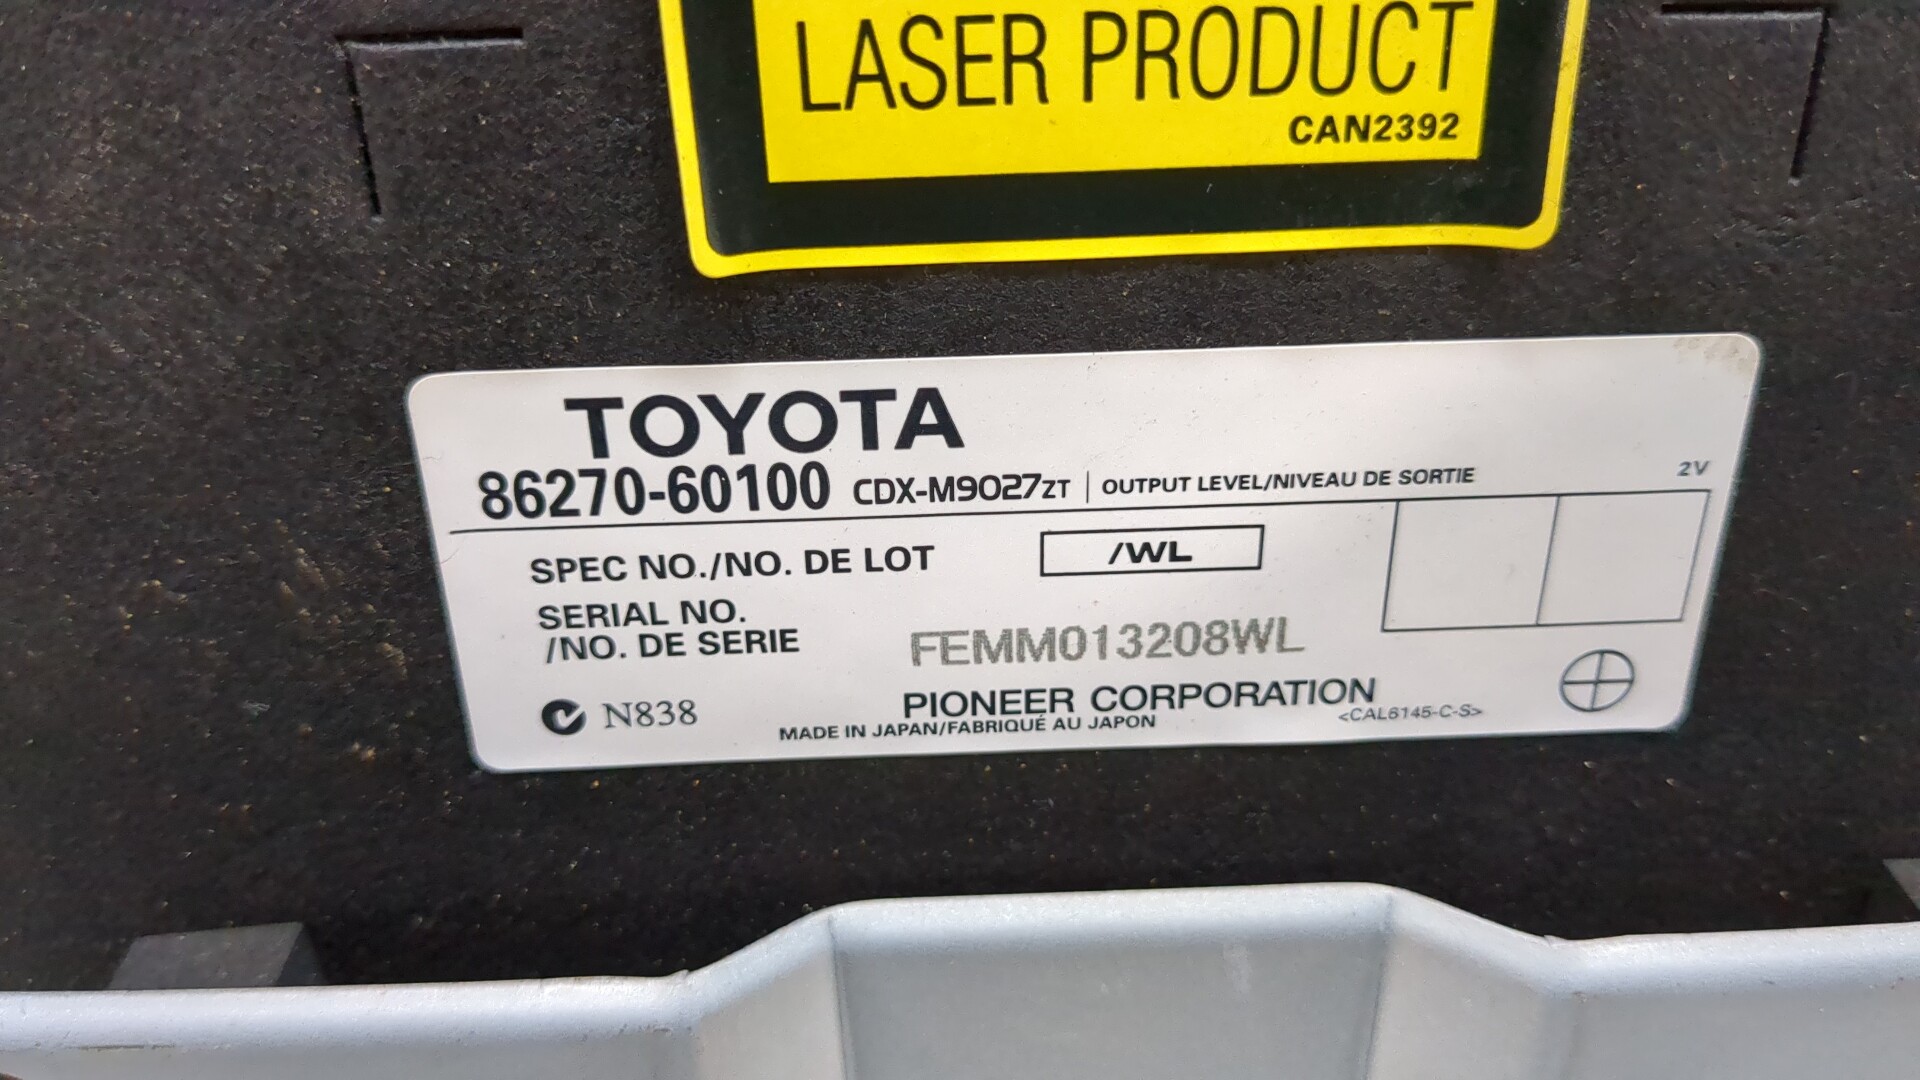 LASER PRODUCT
CAN2392
TOYOTA
86270-60100 CDX-M9027ZT | OUTPUT LEVEL/NIVEAU DE SORTIE 2V
SPEC NO./NO. DE LOT /WL
SERIAL NO.
/NO. DE SERIE FEMM013208WL
N838 PIONEER CORPORATION
MADE IN JAPAN/FABRIQUÉ AU JAPON <CAL6145-C-S>